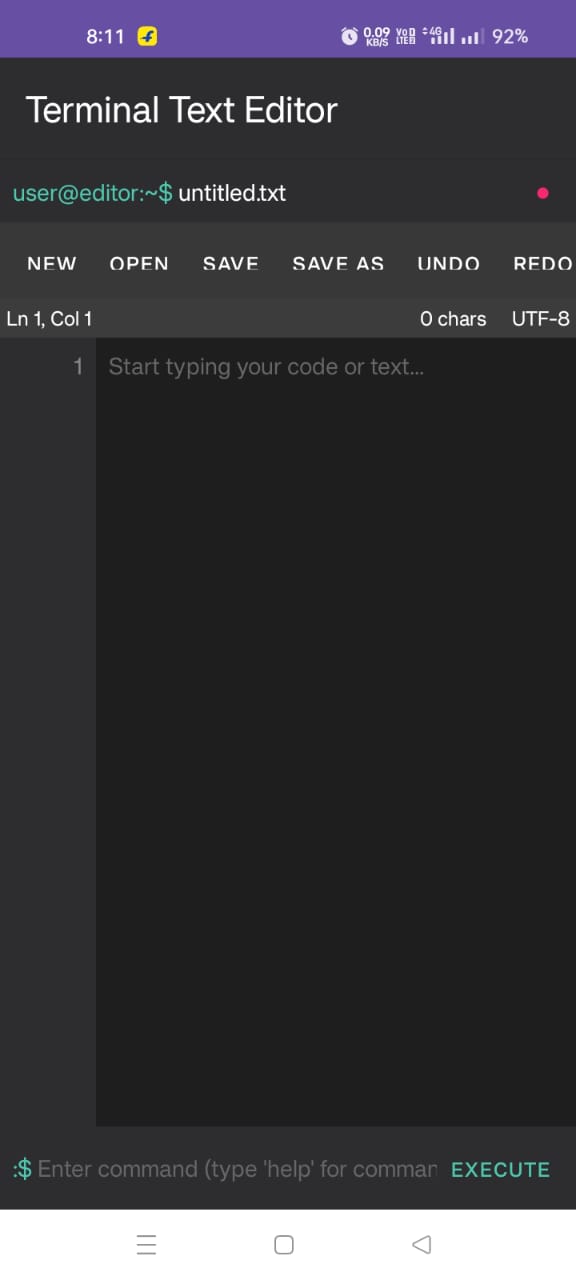 8:11 0.09 KB/S VoD LTED 4G 92%
Terminal Text Editor
user@editor:~$ untitled.txt
NEW OPEN SAVE SAVE AS UNDO REDO
Ln 1, Col 1 0 chars UTF-8
1 Start typing your code or text...
:$ Enter command (type 'help' for comman EXECUTE